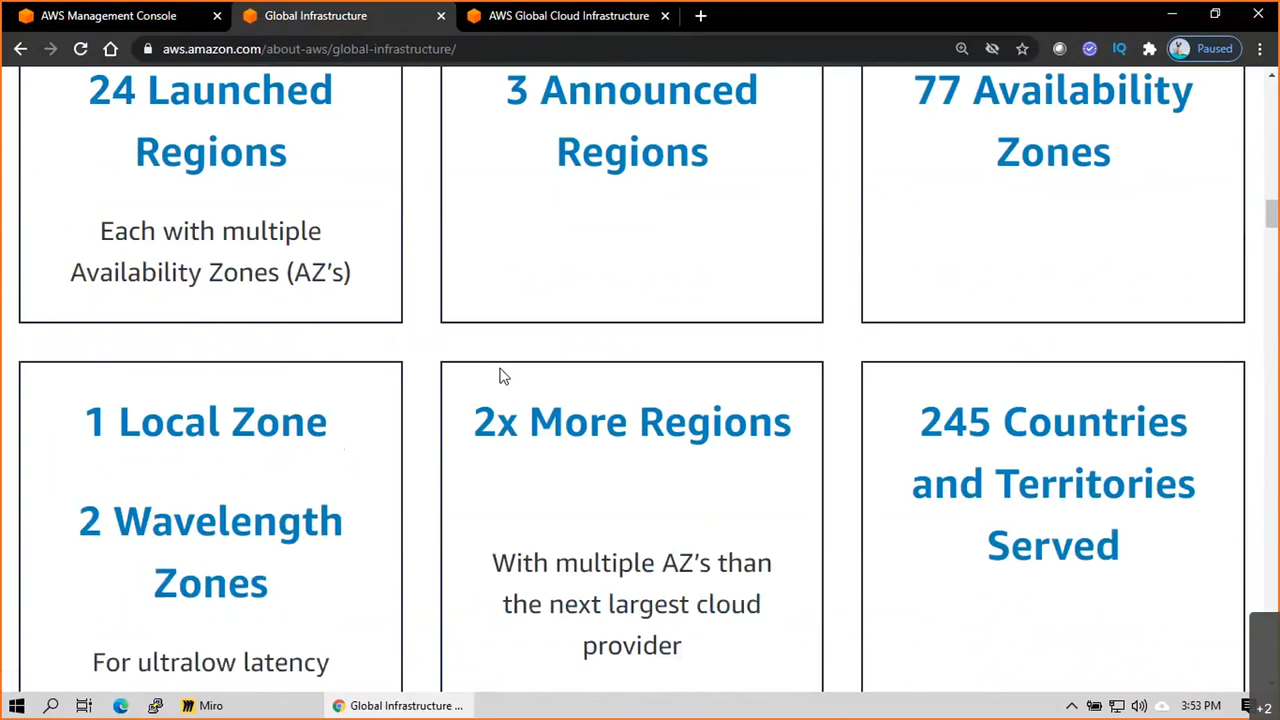 AWS Management Console
Global Infrastructure
AWS Global Cloud Infrastructure
aws.amazon.com/about-aws/global-infrastructure/
IQ
Paused
24 Launched
Regions
Each with multiple
Availability Zones (AZ's)
3 Announced
Regions
77 Availability
Zones
1 Local Zone
2 Wavelength
Zones
For ultralow latency
2x More Regions
With multiple AZ's than
the next largest cloud
provider
245 Countries
and Territories
Served
Miro
Global Infrastructure ...
3:53 PM
+2